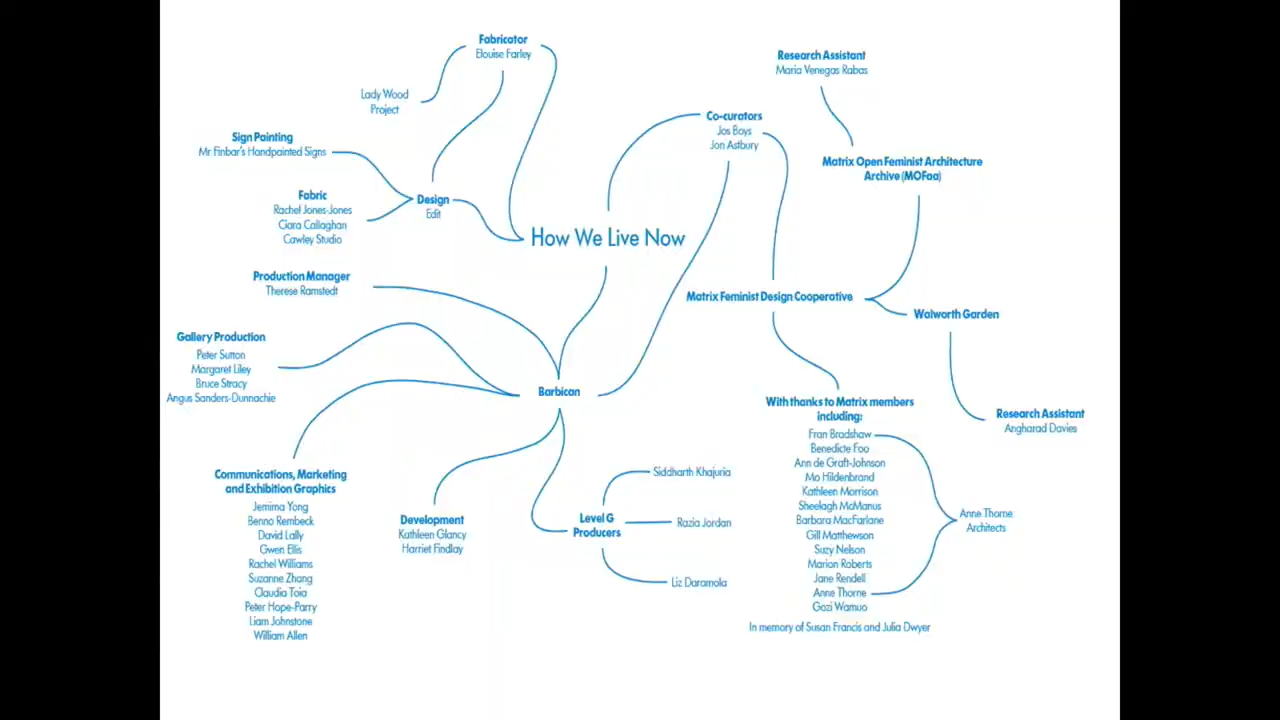 Fabricator
Elouise Farley
Lady Wood
Project
Sign Painting
Mr Finbar's Handpainted Signs
Fabric
Rachel Jones-Jones
Ciara Callaghan
Cawley Studio
Design
Edit
How We Live Now
Co-curators
Jos Boys
Jon Astbury
Research Assistant
Maria Venegas Rabas
Matrix Open Feminist Architecture
Archive (MOFaa)
Matrix Feminist Design Cooperative
Walworth Garden
Research Assistant
Angharad Davies
Production Manager
Therese Ramstedt
Gallery Production
Peter Sutton
Margaret Liley
Bruce Stracy
Angus Sanders-Dunnachie
Barbican
Communications, Marketing
and Exhibition Graphics
Jemima Yong
Benno Rembeck
David Lally
Gwen Ellis
Rachel Williams
Suzanne Zhang
Claudia Toia
Peter Hope-Parry
Liam Johnstone
William Allen
Development
Kathleen Glancy
Harriet Findlay
Level G
Producers
Siddharth Khajuria
Razia Jordan
Liz Daramola
With thanks to Matrix members
including:
Fran Bradshaw
Benedicte Foo
Ann de Graft-Johnson
Mo Hildenbrand
Kathleen Morrison
Sheelagh McManus
Barbara MacFarlane
Gill Matthewson
Suzy Nelson
Marion Roberts
Jane Rendell
Anne Thorne
Gozi Wamuo
Anne Thorne
Architects
In memory of Susan Francis and Julia Dwyer